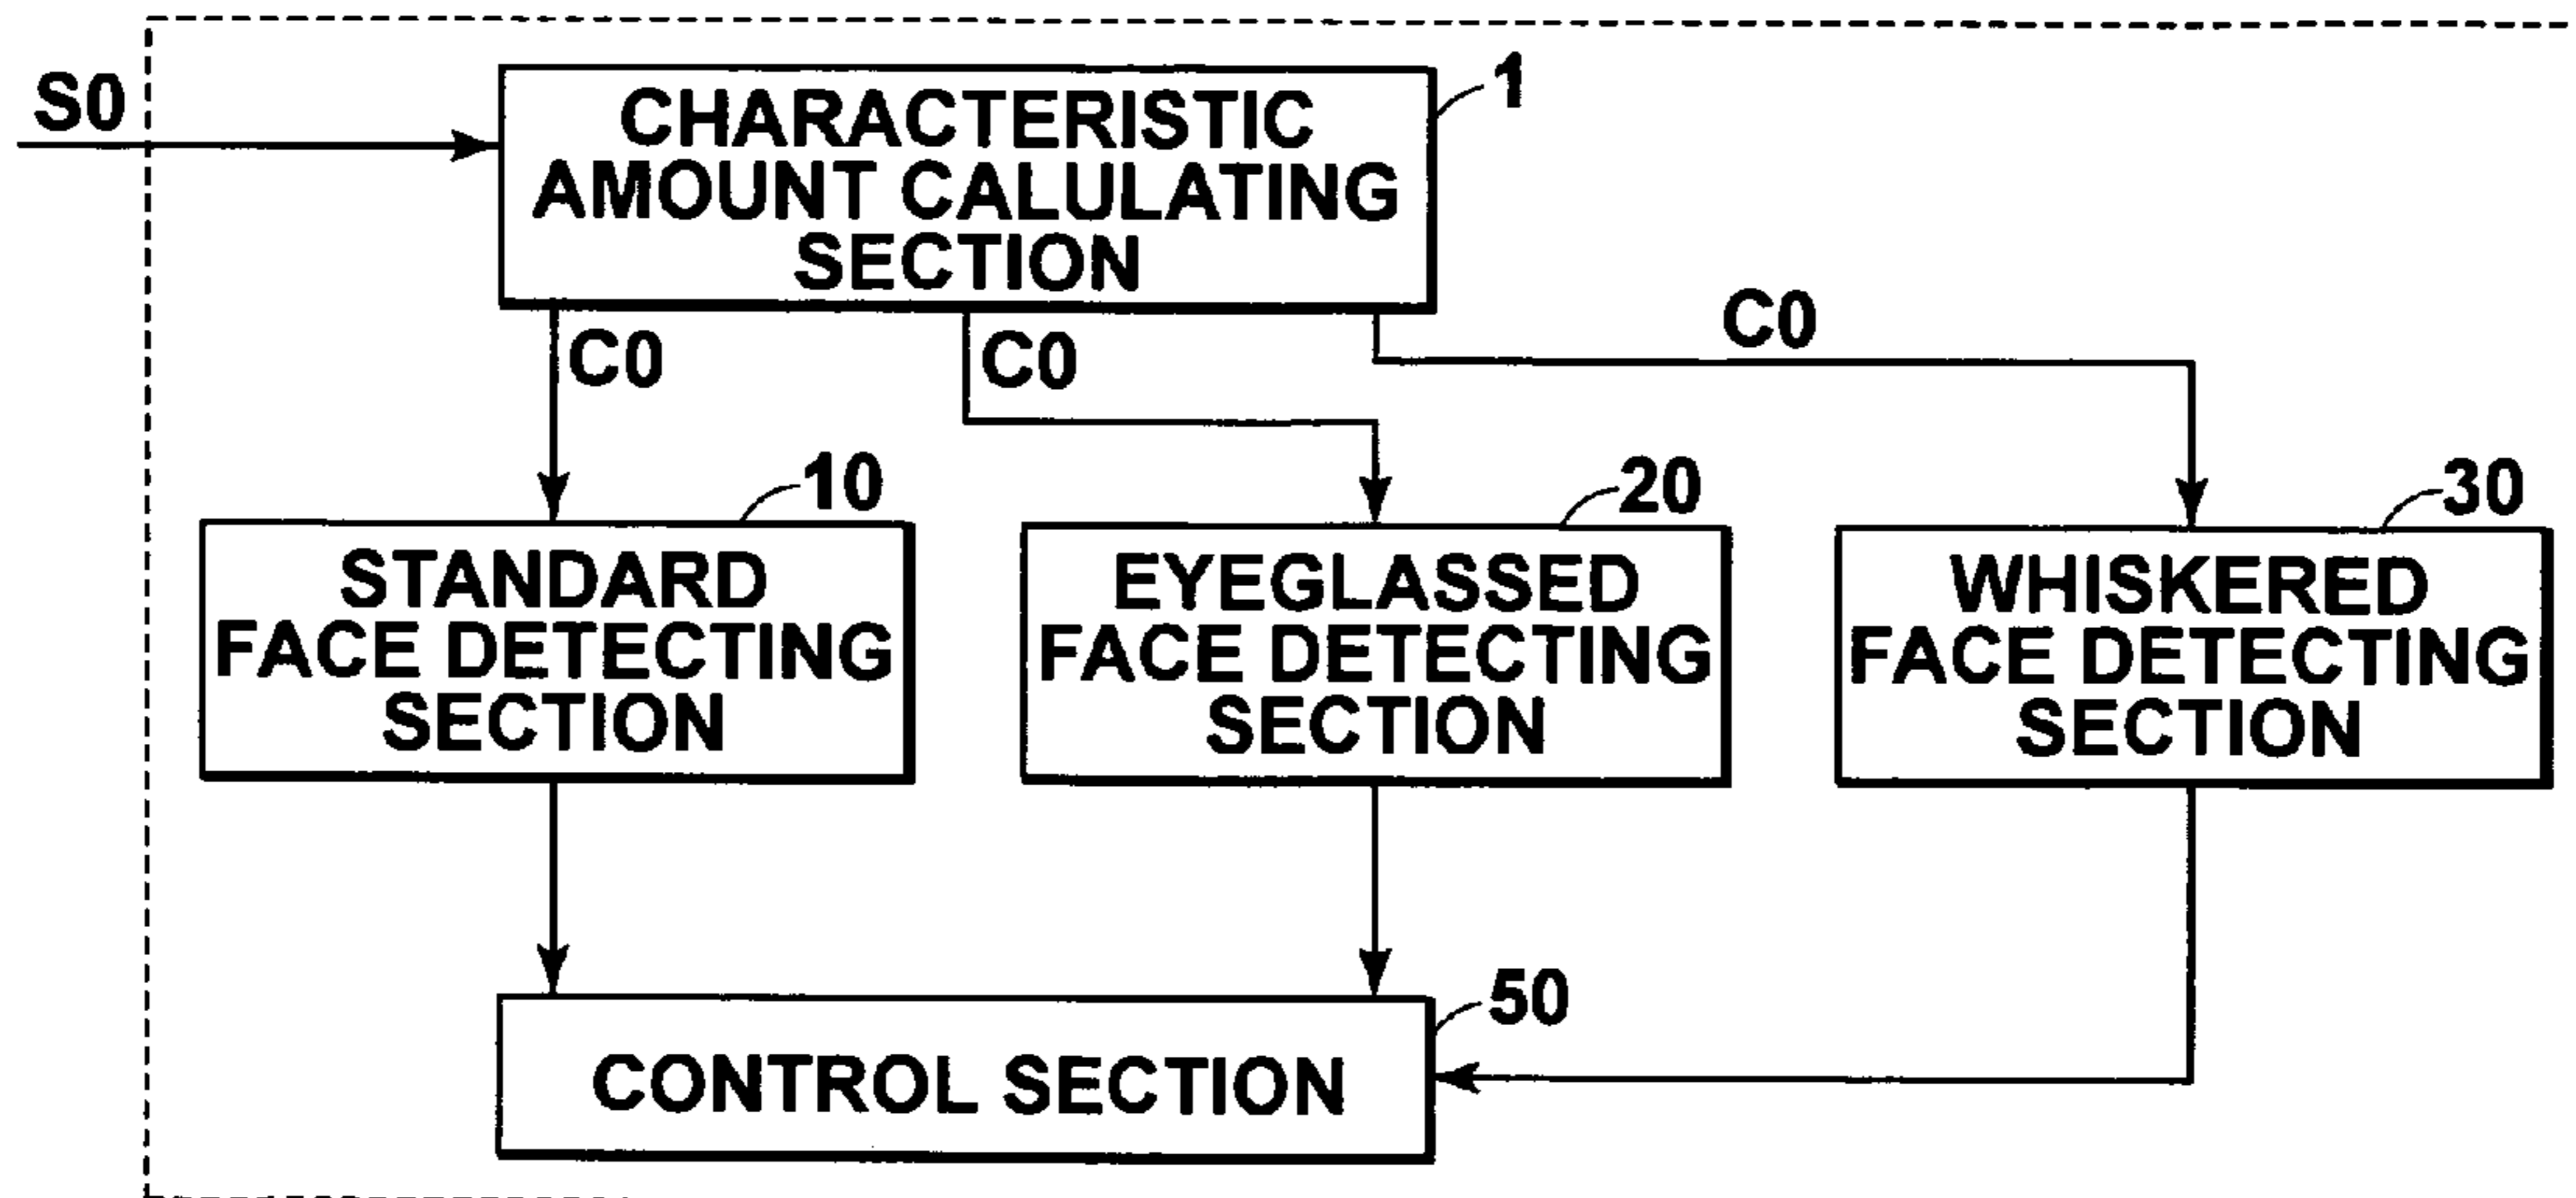 S0
1
CHARACTERISTIC
AMOUNT CALULATING
SECTION
C0
C0
C0
10
STANDARD
FACE DETECTING
SECTION
20
EYEGLASSED
FACE DETECTING
SECTION
30
WHISKERED
FACE DETECTING
SECTION
50
CONTROL SECTION